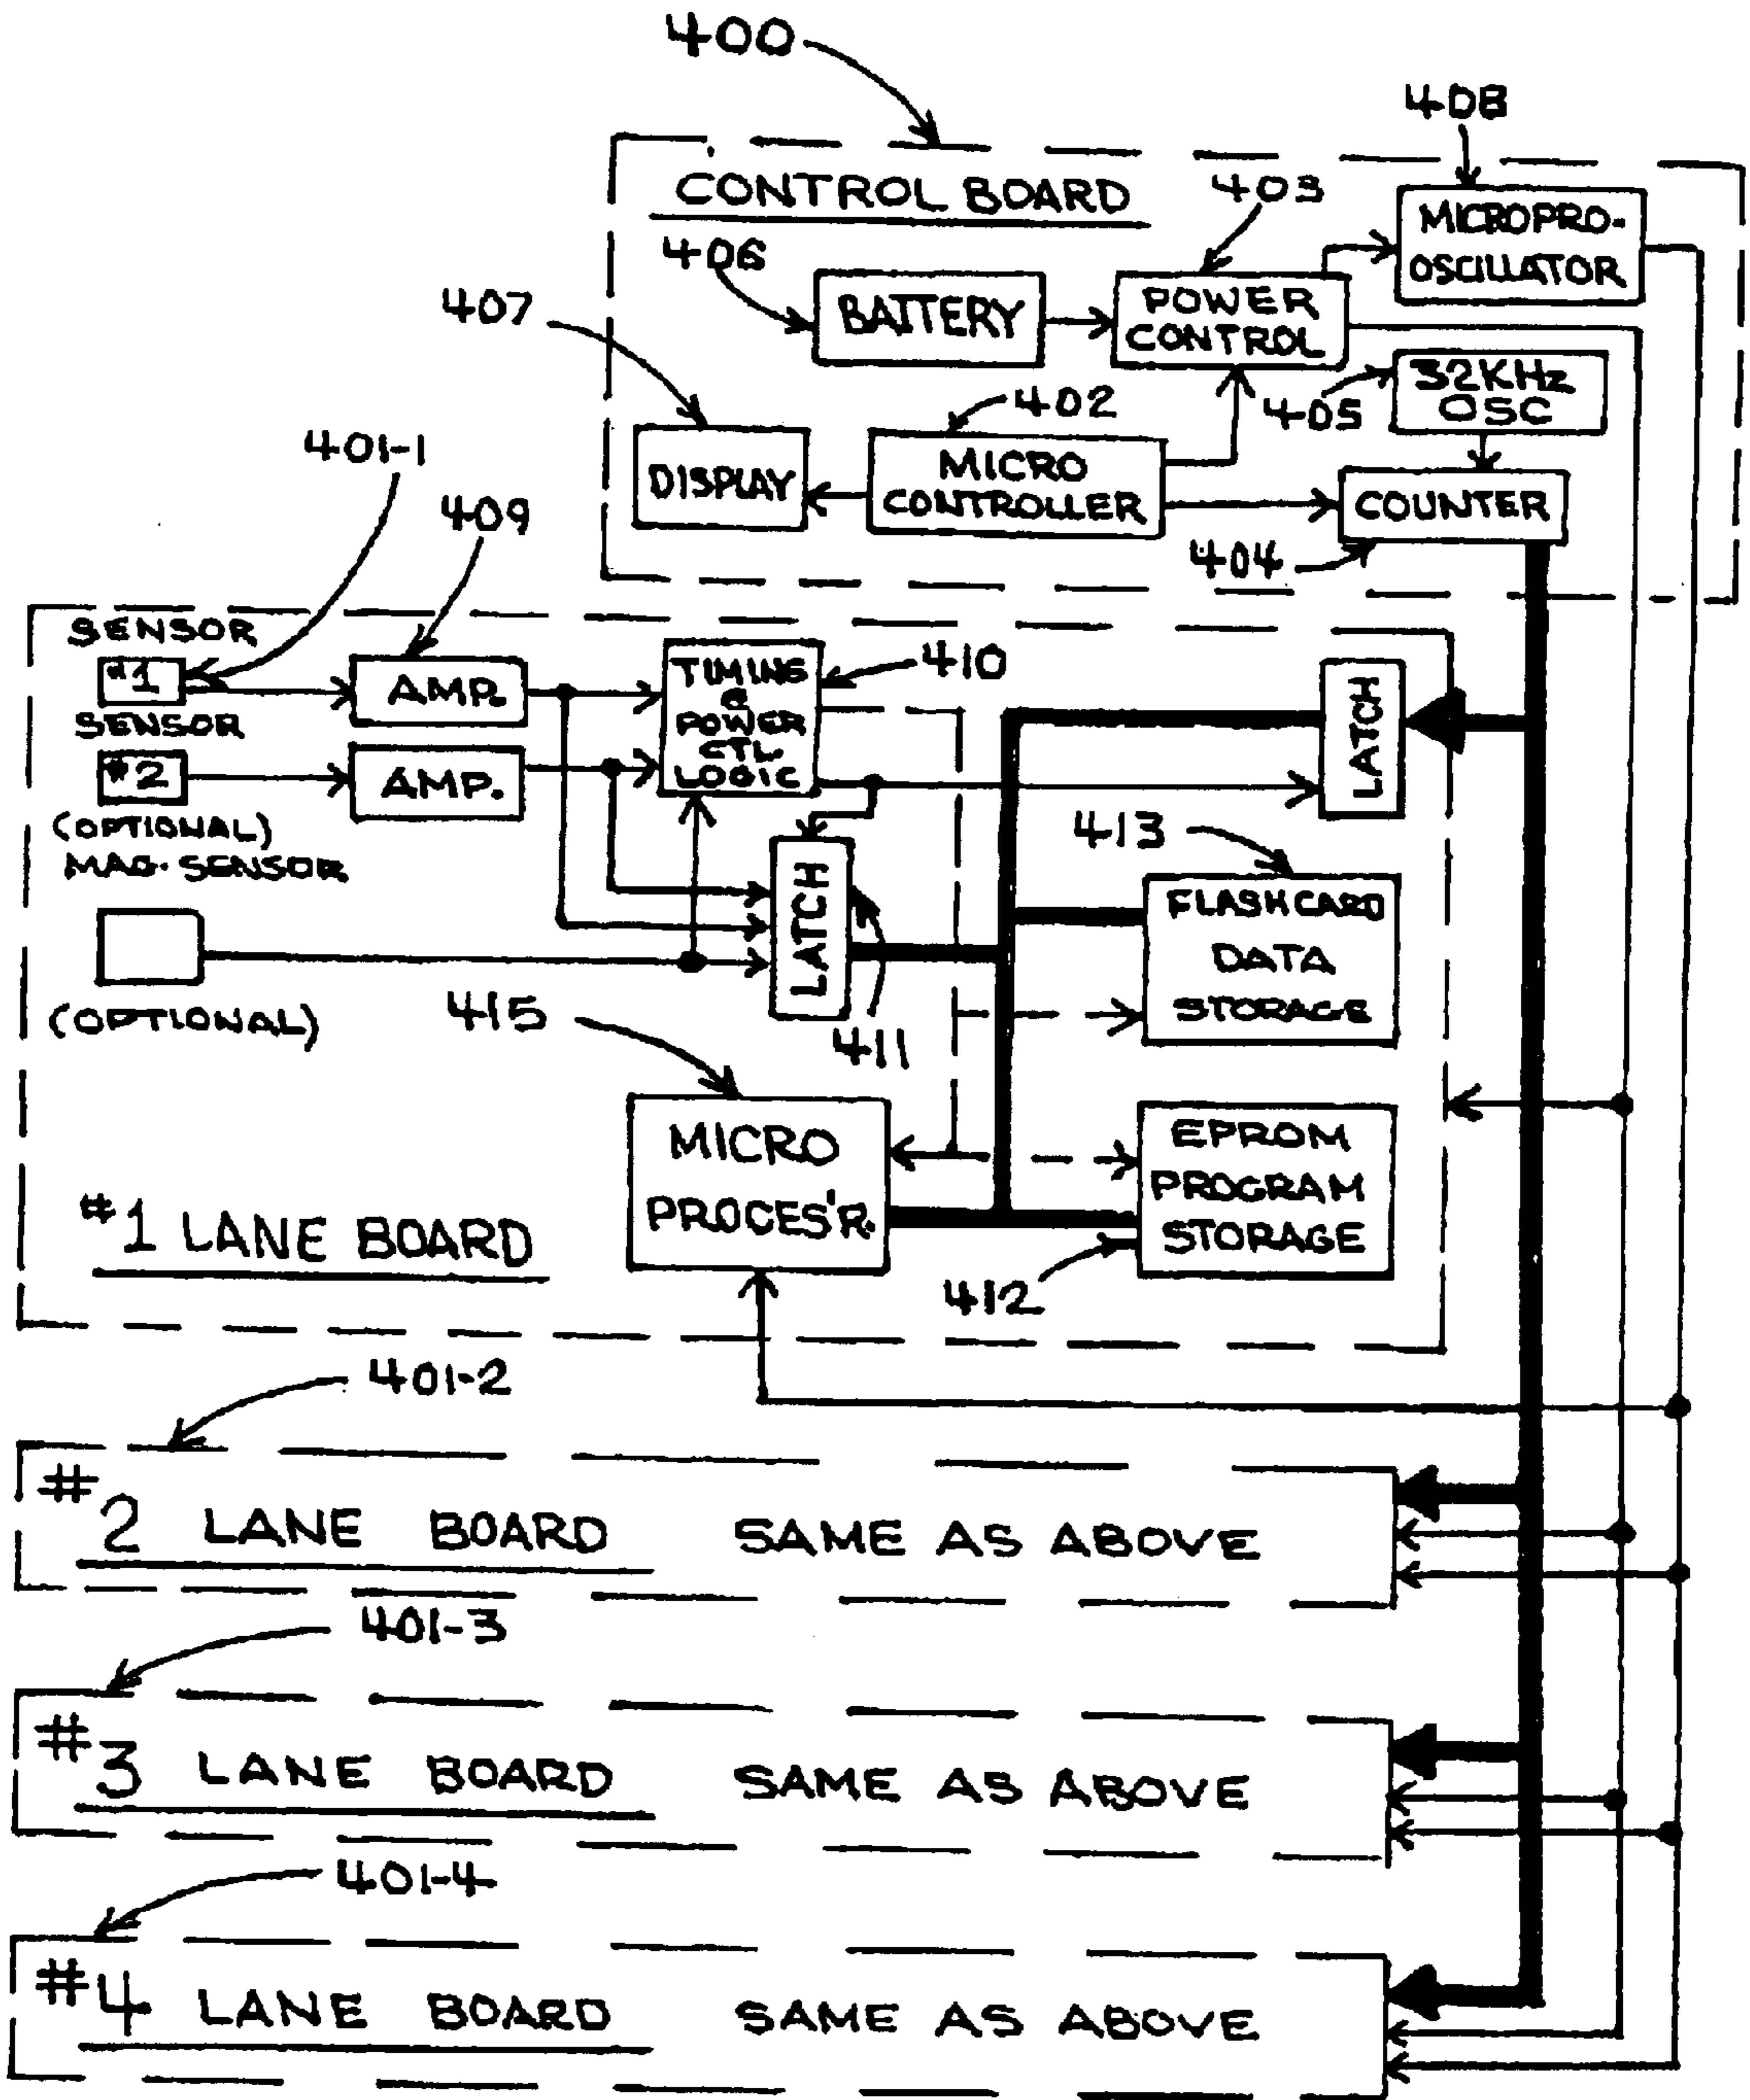 400
408
CONTROL BOARD
403
MICROPRO-
OSCILLATOR
406
BATTERY
POWER
CONTROL
407
32KHz
OSC
405
402
401-1
DISPLAY
MICRO
CONTROLLER
COUNTER
409
404
SENSOR
#1
AMP.
TIMING
&
POWER
CTL
LOGIC
410
LATCH
SENSOR
#2
AMP.
(OPTIONAL)
MAG. SENSOR
413
LATCH
FLASHCARD
DATA
STORAGE
(OPTIONAL)
415
411
MICRO
PROCES'R.
EPROM
PROGRAM
STORAGE
#1 LANE BOARD
412
401-2
#2 LANE BOARD SAME AS ABOVE
401-3
#3 LANE BOARD SAME AS ABOVE
401-4
#4 LANE BOARD SAME AS ABOVE